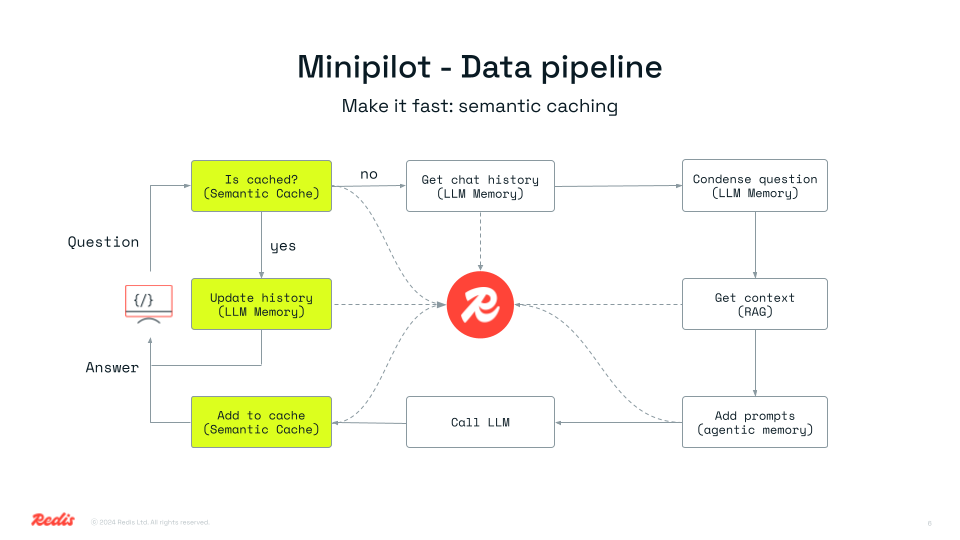 Minipilot - Data pipeline
Make it fast: semantic caching
Is cached?
(Semantic Cache)
no
Get chat history
(LLM Memory)
Condense question
(LLM Memory)
Question
yes
{/}
Update history
(LLM Memory)
R
Get context
(RAG)
Answer
Add to cache
(Semantic Cache)
Call LLM
Add prompts
(agentic memory)
Redis
© 2024 Redis Ltd. All rights reserved.
6